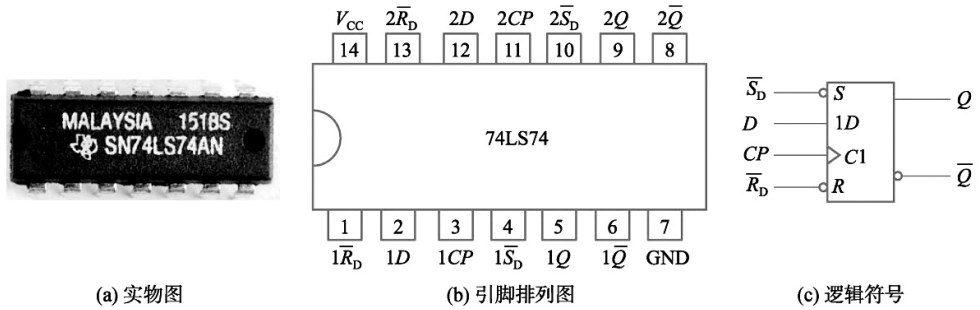 MALAYSIA 151BS
SN74LS74AN
(a) 实物图
V_CC 2R̅_D 2D 2CP 2S̅_D 2Q 2Q̅
14 13 12 11 10 9 8
74LS74
1 2 3 4 5 6 7
1R̅_D 1D 1CP 1S̅_D 1Q 1Q̅ GND
(b) 引脚排列图
S̅_D S Q
D 1D
CP C1
R̅_D R Q̅
(c) 逻辑符号